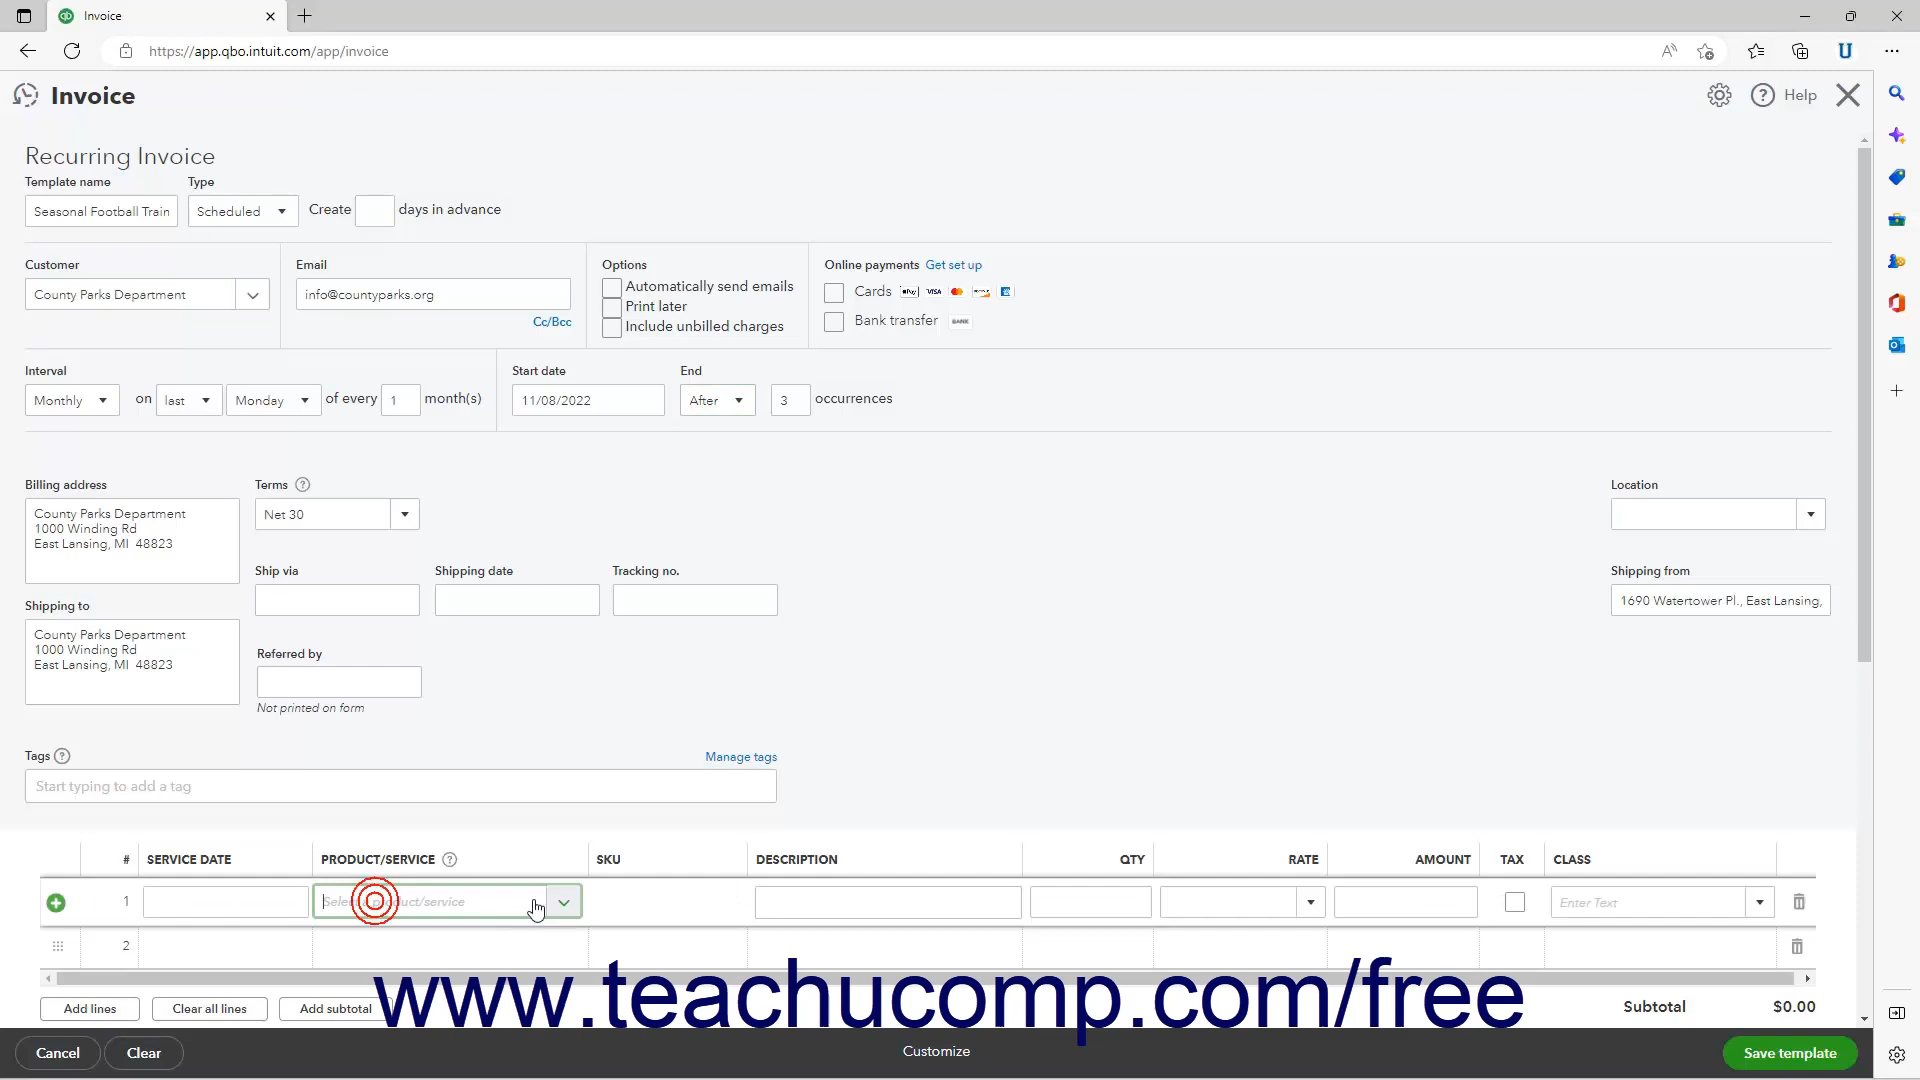 Invoice
https://app.qbo.intuit.com/app/invoice
Invoice
Help
Recurring Invoice
Template name Type
Seasonal Football Train Scheduled Create days in advance
Customer Email Options Online payments Get set up
County Parks Department info@countyparks.org Automatically send emails Cards Pay VISA
Print later
Cc/Bcc Include unbilled charges Bank transfer BANK
Interval Start date End
Monthly on last Monday of every 1 month(s) 11/08/2022 After 3 occurrences
Billing address Terms Location
County Parks Department
1000 Winding Rd
East Lansing, MI 48823
Net 30
Ship via Shipping date Tracking no. Shipping from
1690 Watertower Pl., East Lansing,
Shipping to
County Parks Department
1000 Winding Rd
East Lansing, MI 48823
Referred by
Not printed on form
Tags Manage tags
Start typing to add a tag
# SERVICE DATE PRODUCT/SERVICE SKU DESCRIPTION QTY RATE AMOUNT TAX CLASS
1 Select a product/service Enter Text
2
Add lines Clear all lines Add subtotal Subtotal $0.00
www.teachucomp.com/free
Cancel Clear Customize Save template